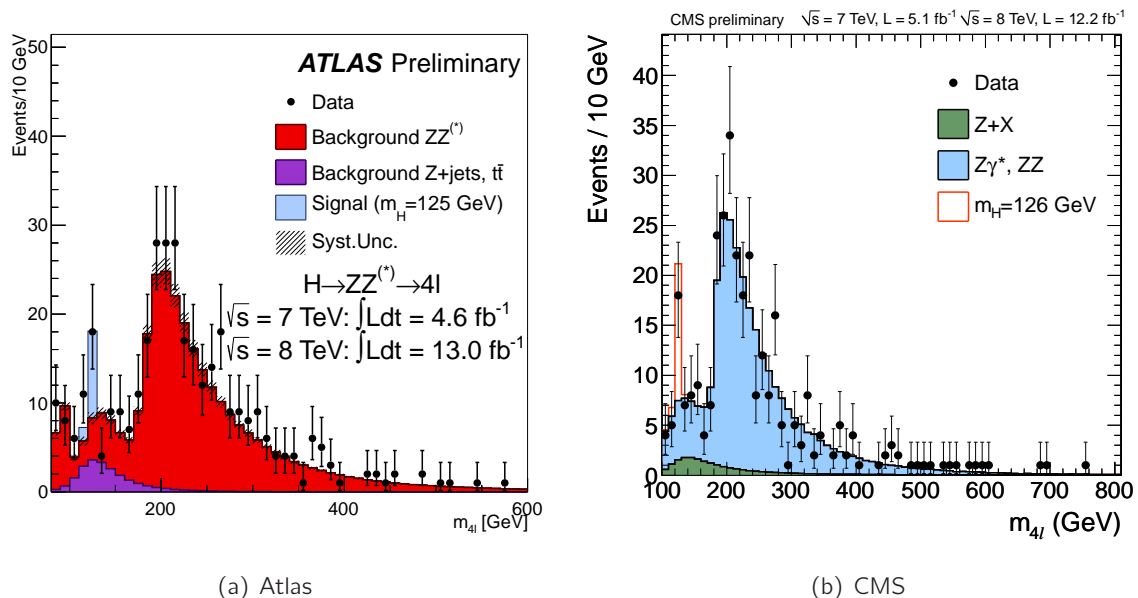 ATLAS Preliminary
Data
Background ZZ(*)
Background Z+jets, tt̄
Signal (mH=125 GeV)
Syst.Unc.
H→ZZ(*)→4l
√s = 7 TeV: ∫Ldt = 4.6 fb-1
√s = 8 TeV: ∫Ldt = 13.0 fb-1
Events/10 GeV
50
40
30
20
10
0
200
400
600
m4l [GeV]
(a) Atlas
CMS preliminary √s = 7 TeV, L = 5.1 fb-1 √s = 8 TeV, L = 12.2 fb-1
Data
Z+X
Zγ*, ZZ
mH=126 GeV
Events / 10 GeV
40
35
30
25
20
15
10
5
0
100 200 300 400 500 600 700 800
m4l (GeV)
(b) CMS